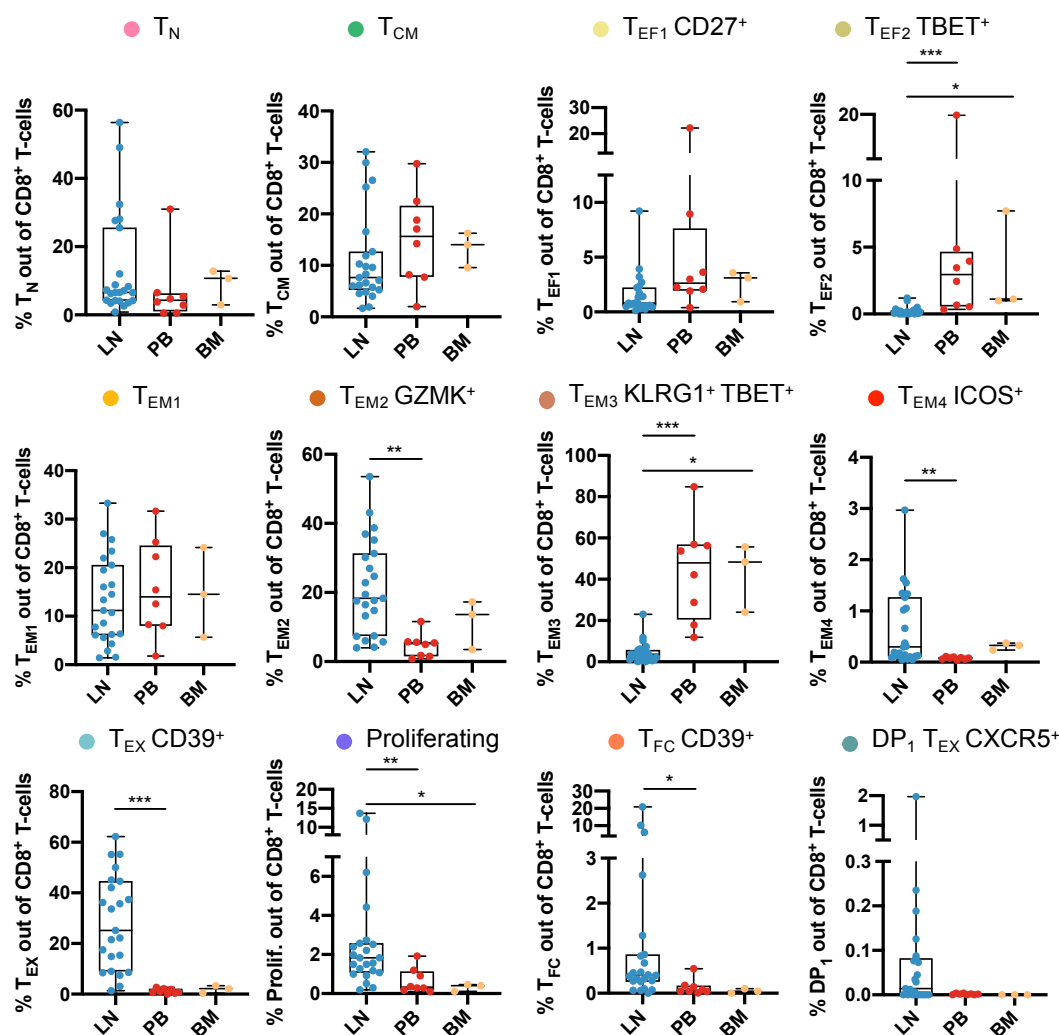 T_N
T_CM
T_EF1 CD27⁺
T_EF2 TBET⁺
% T_N out of CD8⁺ T-cells
60
40
20
0
LN PB BM
% T_CM out of CD8⁺ T-cells
40
30
20
10
0
LN PB BM
% T_EF1 out of CD8⁺ T-cells
30
20
10
5
0
LN PB BM
***
*
% T_EF2 out of CD8⁺ T-cells
20
10
5
0
LN PB BM
T_EM1
T_EM2 GZMK⁺
T_EM3 KLRG1⁺ TBET⁺
T_EM4 ICOS⁺
% T_EM1 out of CD8⁺ T-cells
40
30
20
10
0
LN PB BM
**
% T_EM2 out of CD8⁺ T-cells
60
40
20
0
LN PB BM
***
*
% T_EM3 out of CD8⁺ T-cells
100
80
60
40
20
0
LN PB BM
**
% T_EM4 out of CD8⁺ T-cells
4
3
2
1
0
LN PB BM
T_EX CD39⁺
Proliferating
T_FC CD39⁺
DP₁ T_EX CXCR5⁺
***
% T_EX out of CD8⁺ T-cells
80
60
40
20
0
LN PB BM
**
*
% Prolif. out of CD8⁺ T-cells
20
15
10
6
4
2
0
LN PB BM
*
% T_FC out of CD8⁺ T-cells
30
20
10
3
2
1
0
LN PB BM
% DP₁ out of CD8⁺ T-cells
2
1
0.3
0.2
0.1
0.0
LN PB BM